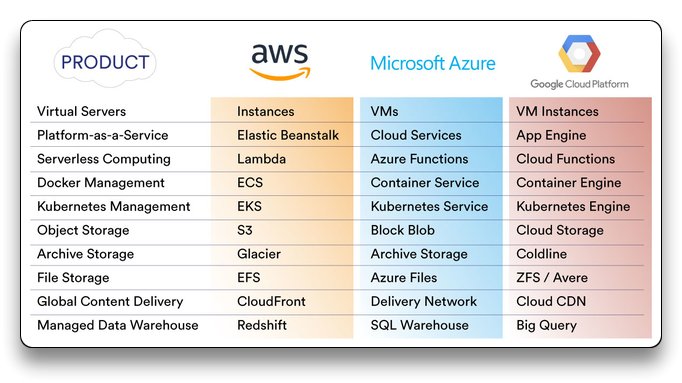 PRODUCT aws Microsoft Azure Google Cloud Platform
Virtual Servers Instances VMs VM Instances
Platform-as-a-Service Elastic Beanstalk Cloud Services App Engine
Serverless Computing Lambda Azure Functions Cloud Functions
Docker Management ECS Container Service Container Engine
Kubernetes Management EKS Kubernetes Service Kubernetes Engine
Object Storage S3 Block Blob Cloud Storage
Archive Storage Glacier Archive Storage Coldline
File Storage EFS Azure Files ZFS / Avere
Global Content Delivery CloudFront Delivery Network Cloud CDN
Managed Data Warehouse Redshift SQL Warehouse Big Query